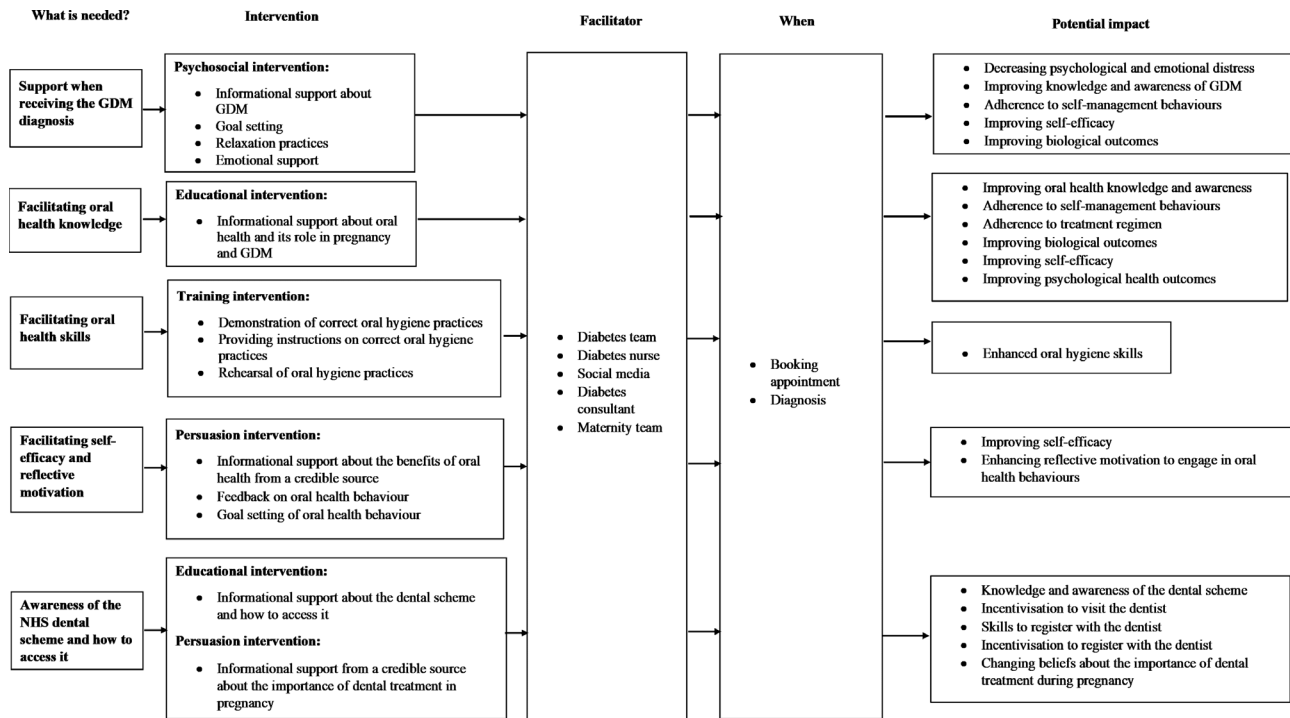 What is needed?
Intervention
Facilitator
When
Potential impact
Support when
receiving the GDM
diagnosis
Psychosocial intervention:
• Informational support about
GDM
• Goal setting
• Relaxation practices
• Emotional support
• Decreasing psychological and emotional distress
• Improving knowledge and awareness of GDM
• Adherence to self-management behaviours
• Improving self-efficacy
• Improving biological outcomes
Facilitating oral
health knowledge
Educational intervention:
• Informational support about oral
health and its role in pregnancy
and GDM
• Improving oral health knowledge and awareness
• Adherence to self-management behaviours
• Adherence to treatment regimen
• Improving biological outcomes
• Improving self-efficacy
• Improving psychological health outcomes
Facilitating oral
health skills
Training intervention:
• Demonstration of correct oral hygiene practices
• Providing instructions on correct oral hygiene
practices
• Rehearsal of oral hygiene practices
• Diabetes team
• Diabetes nurse
• Social media
• Diabetes
consultant
• Maternity team
• Booking
appointment
• Diagnosis
• Enhanced oral hygiene skills
Facilitating self-
efficacy and
reflective
motivation
Persuasion intervention:
• Informational support about the benefits of oral
health from a credible source
• Feedback on oral health behaviour
• Goal setting of oral health behaviour
• Improving self-efficacy
• Enhancing reflective motivation to engage in oral
health behaviours
Awareness of the
NHS dental
scheme and how to
access it
Educational intervention:
• Informational support about the dental scheme
and how to access it
Persuasion intervention:
• Informational support from a credible source
about the importance of dental treatment in
pregnancy
• Knowledge and awareness of the dental scheme
• Incentivisation to visit the dentist
• Skills to register with the dentist
• Incentivisation to register with the dentist
• Changing beliefs about the importance of dental
treatment during pregnancy